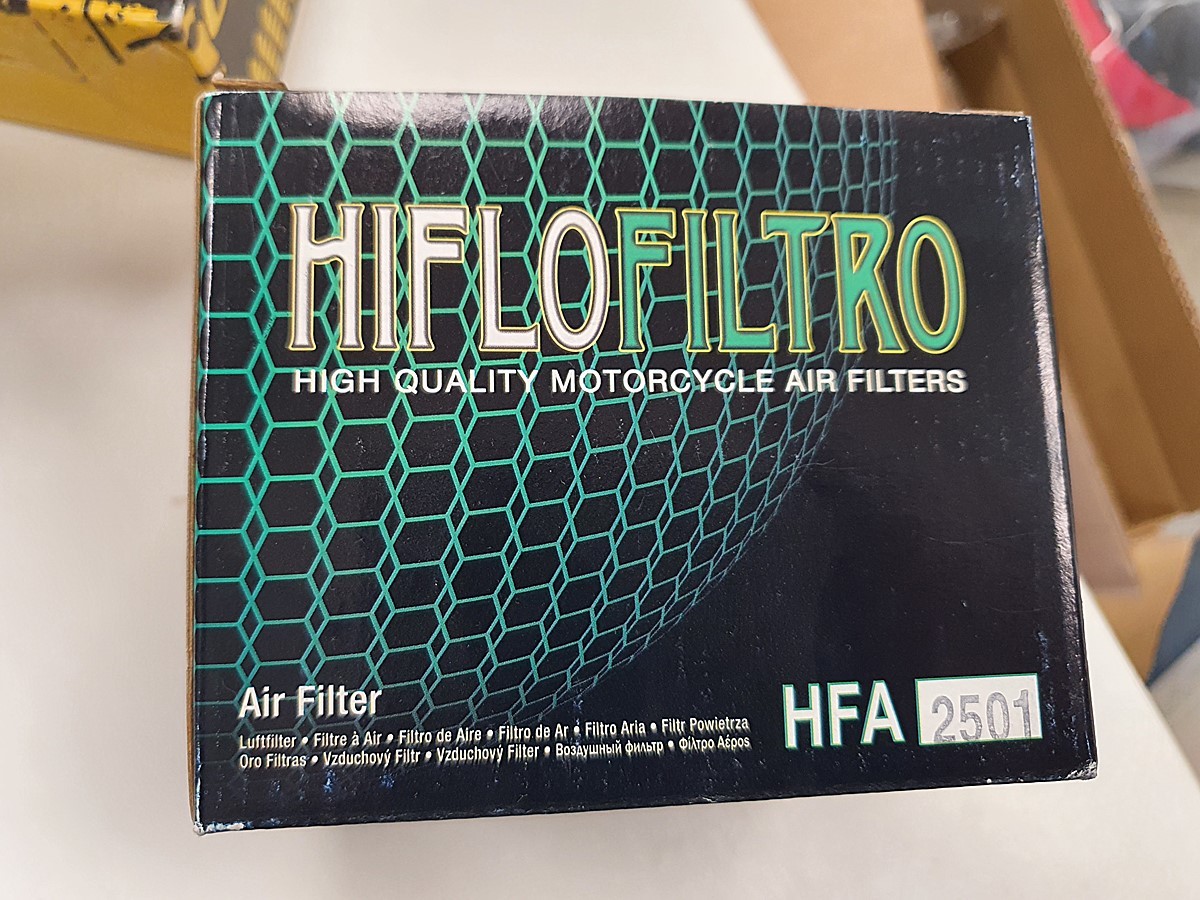 HIFLOFILTRO
HIGH QUALITY MOTORCYCLE AIR FILTERS
Air Filter
Luftfilter • Filtre à Air • Filtro de Aire • Filtro de Ar • Filtro Aria • Filtr Powietrza
Oro Filtras • Vzduchový Filtr • Vzduchový Filter • Воздушный фильтр • Φίλτρο Αέρος
HFA 2501